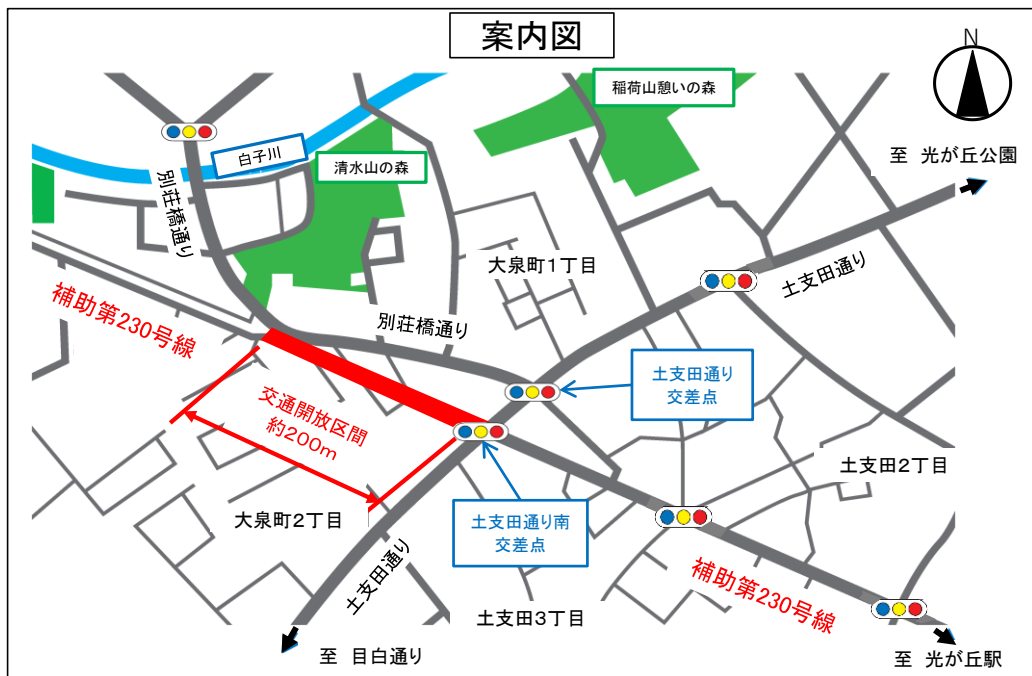 案内図
N
稲荷山憩いの森
白子川
清水山の森
至 光が丘公園
別荘橋通り
大泉町1丁目
土支田通り
補助第230号線
別荘橋通り
土支田通り
交差点
交通開放区間
約200m
土支田2丁目
大泉町2丁目
土支田通り南
交差点
土支田通り
補助第230号線
土支田3丁目
至 目白通り
至 光が丘駅